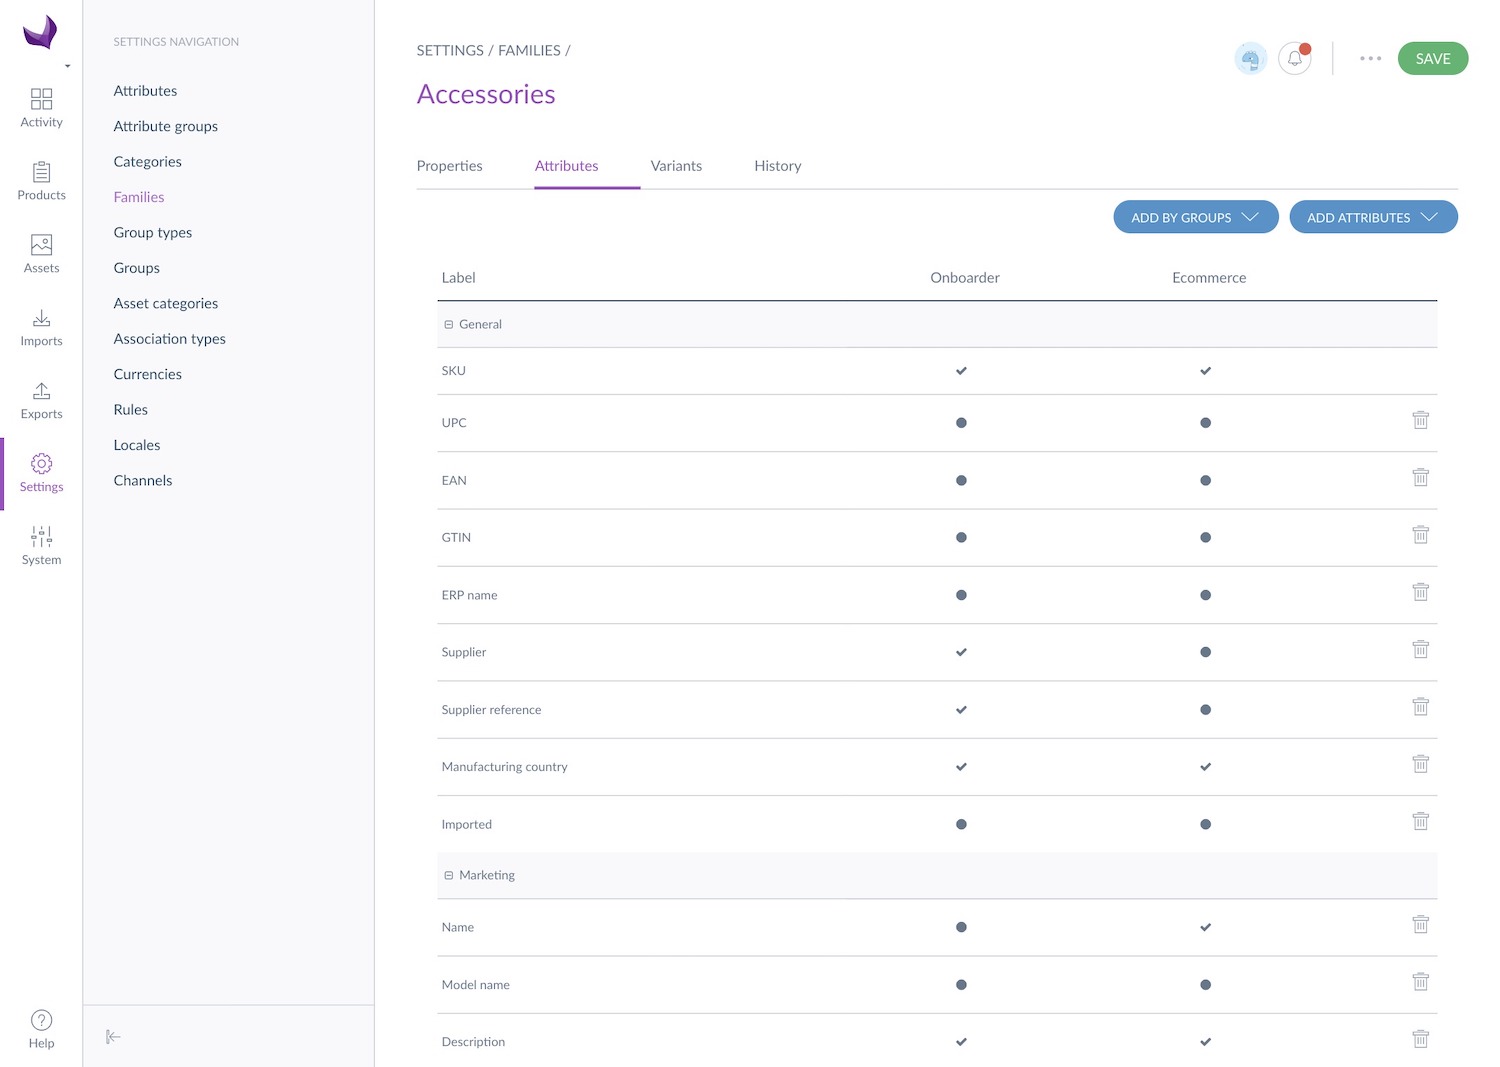 SETTINGS NAVIGATION
Attributes
Attribute groups
Categories
Families
Group types
Groups
Asset categories
Association types
Currencies
Rules
Locales
Channels
Activity
Products
Assets
Imports
Exports
Settings
System
Help
SETTINGS / FAMILIES /
SAVE
Accessories
Properties Attributes Variants History
ADD BY GROUPS ADD ATTRIBUTES
Label Onboarder Ecommerce
General
SKU
UPC
EAN
GTIN
ERP name
Supplier
Supplier reference
Manufacturing country
Imported
Marketing
Name
Model name
Description